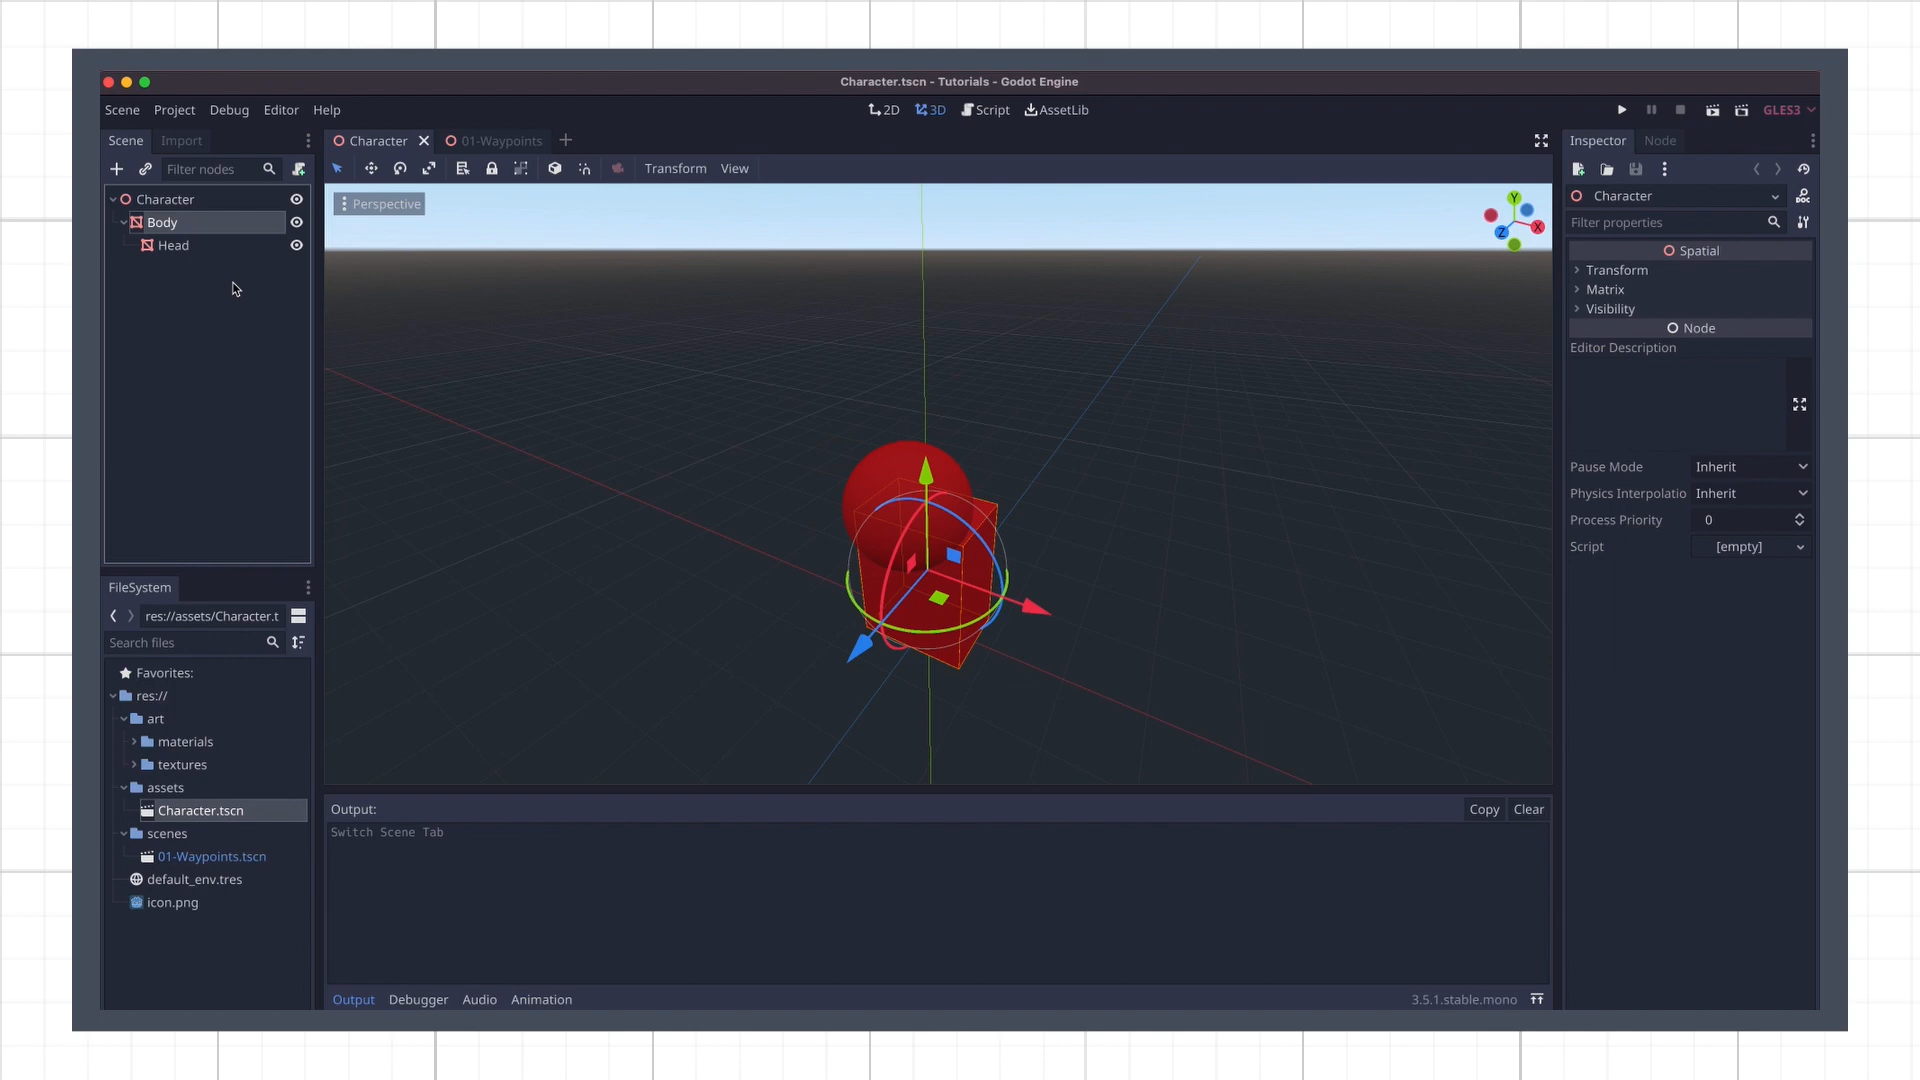 Character.tscn - Tutorials - Godot Engine
Scene Project Debug Editor Help
2D 3D Script AssetLib
GLES3
Scene Import
Character 01-Waypoints
Inspector Node
Filter nodes
Transform View
Character
Body
Head
Perspective
Y
X
Z
Character
Filter properties
Spatial
Transform
Matrix
Visibility
Node
Editor Description
Pause Mode Inherit
Physics Interpolatio Inherit
Process Priority 0
Script [empty]
FileSystem
res://assets/Character.t
Search files
Favorites:
res://
art
materials
textures
assets
Character.tscn
scenes
01-Waypoints.tscn
default_env.tres
icon.png
Output: Copy Clear
Switch Scene Tab
Output Debugger Audio Animation 3.5.1.stable.mono